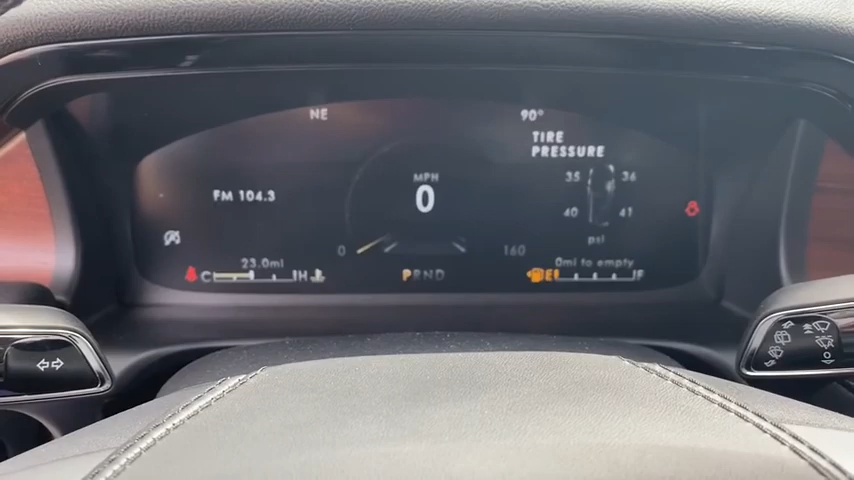 NE
90°
TIRE
PRESSURE
35 36
40 41
psi
FM 104.3
MPH
0
0 160
23.0mi
C H
PRND
0mi to empty
E F